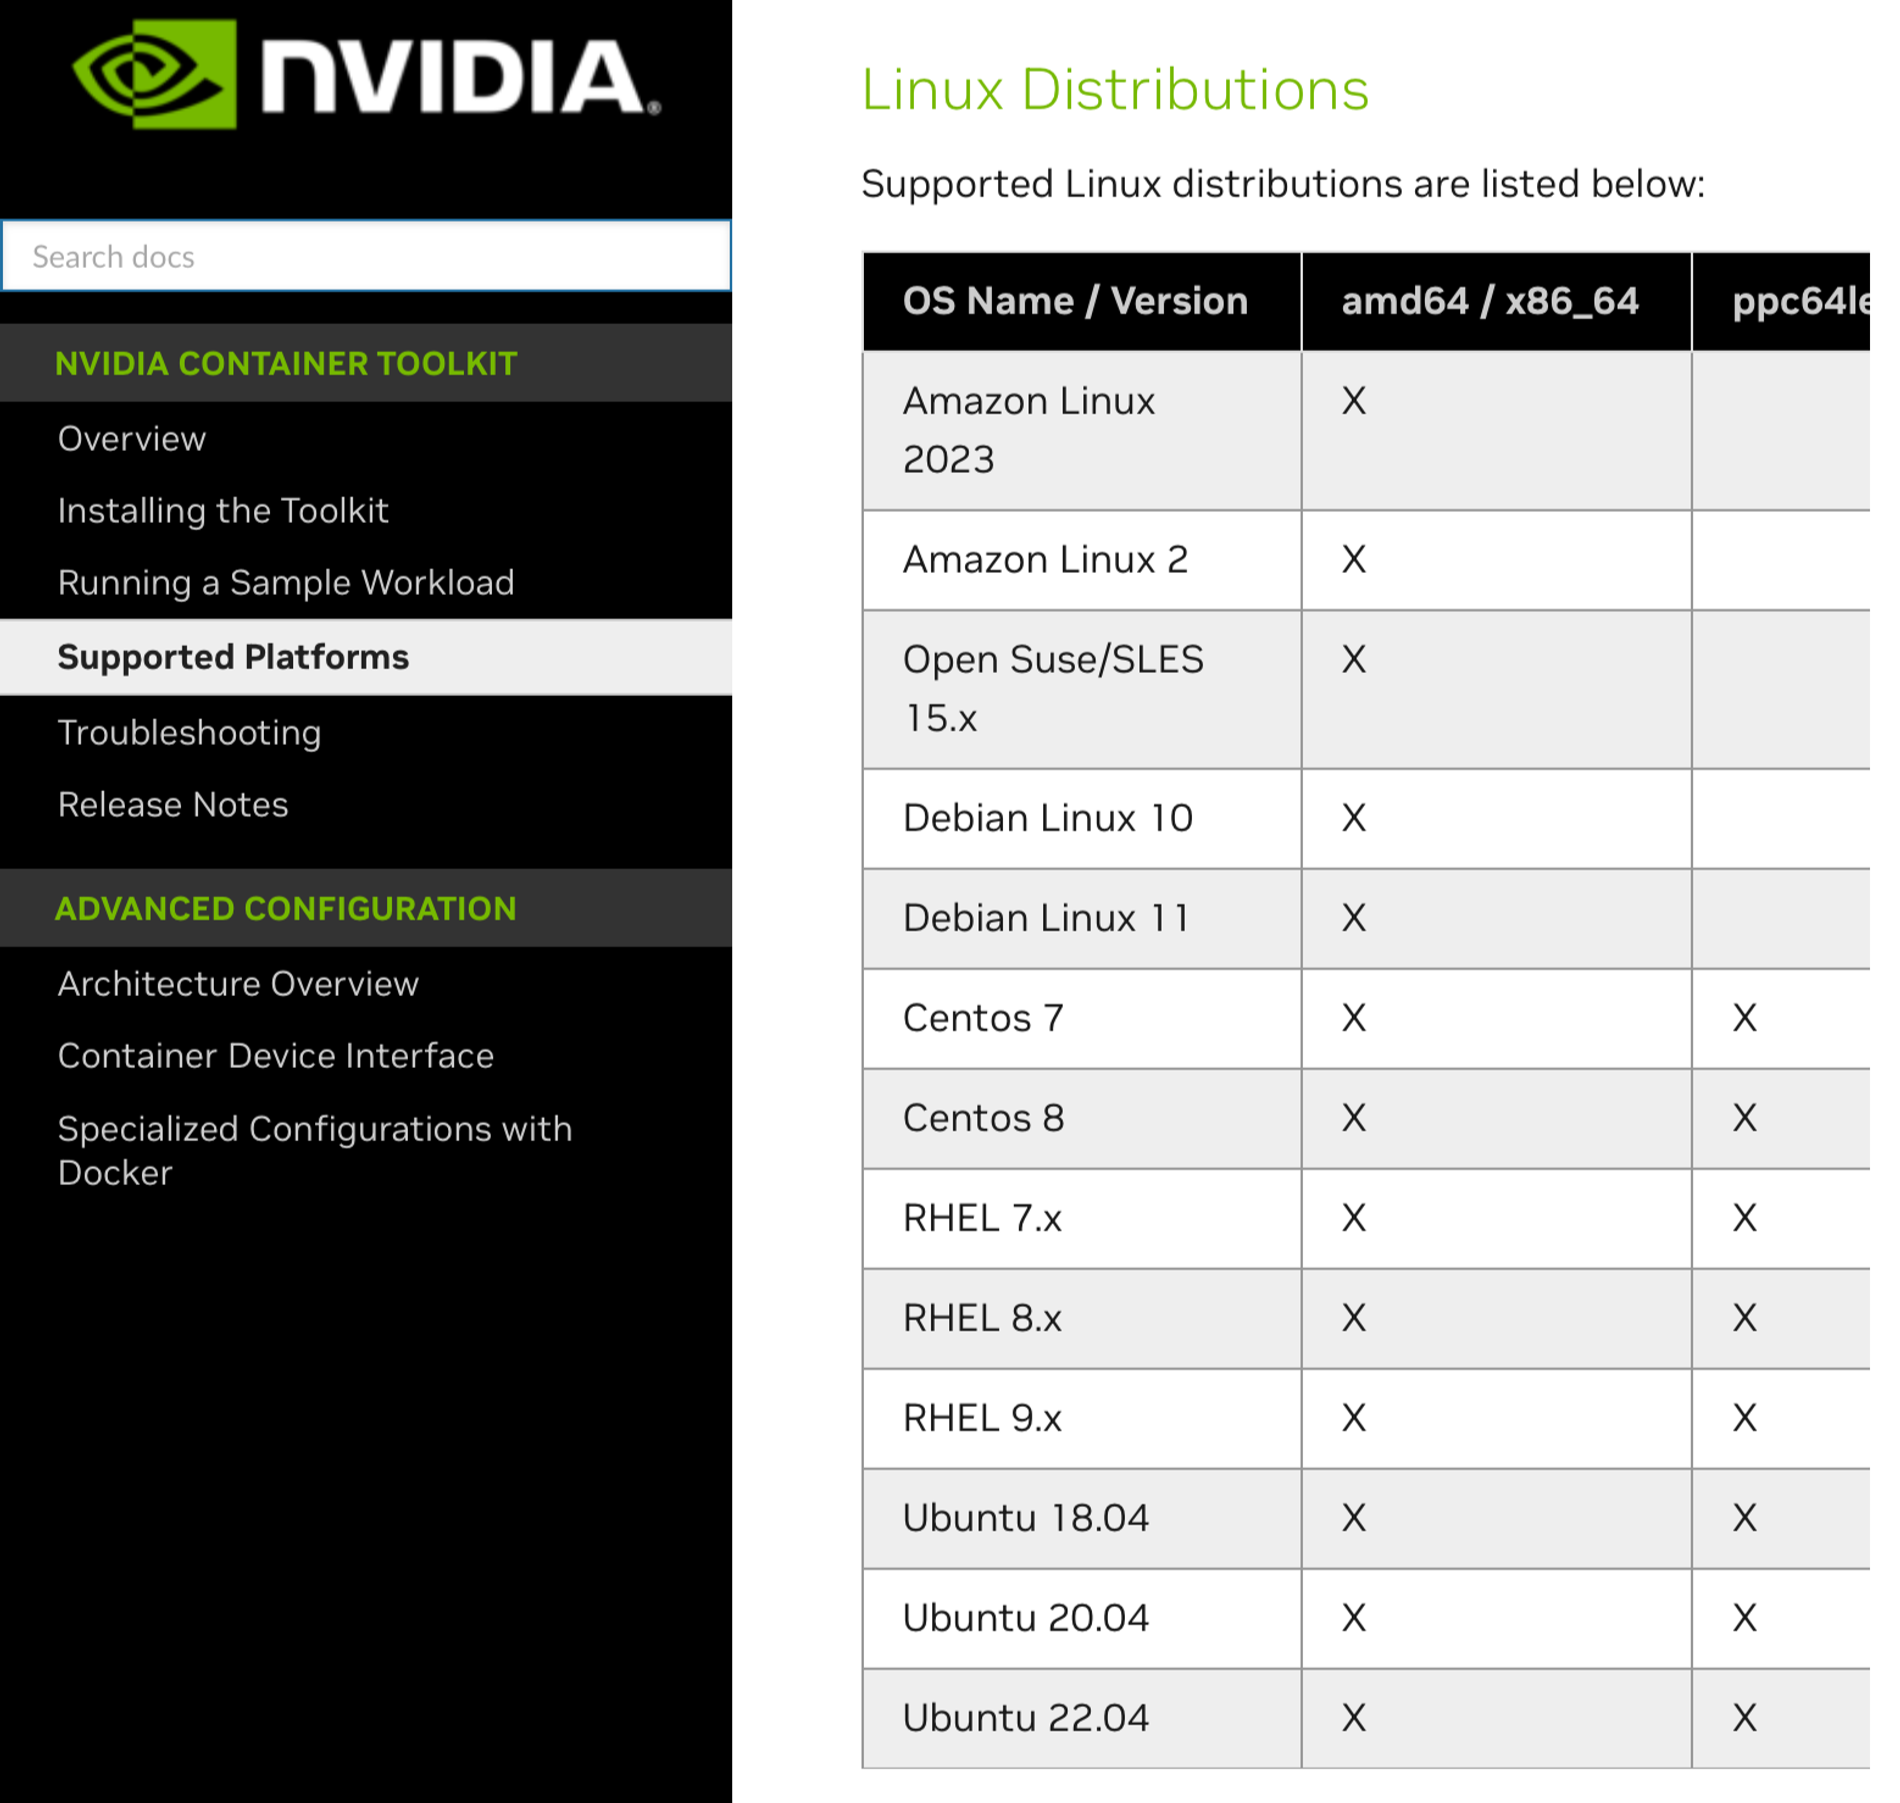 NVIDIA®
Search docs
NVIDIA CONTAINER TOOLKIT
Overview
Installing the Toolkit
Running a Sample Workload
Supported Platforms
Troubleshooting
Release Notes
ADVANCED CONFIGURATION
Architecture Overview
Container Device Interface
Specialized Configurations with
Docker
Linux Distributions
Supported Linux distributions are listed below:
OS Name / Version amd64 / x86_64 ppc64le
Amazon Linux X
2023
Amazon Linux 2 X
Open Suse/SLES X
15.x
Debian Linux 10 X
Debian Linux 11 X
Centos 7 X X
Centos 8 X X
RHEL 7.x X X
RHEL 8.x X X
RHEL 9.x X X
Ubuntu 18.04 X X
Ubuntu 20.04 X X
Ubuntu 22.04 X X